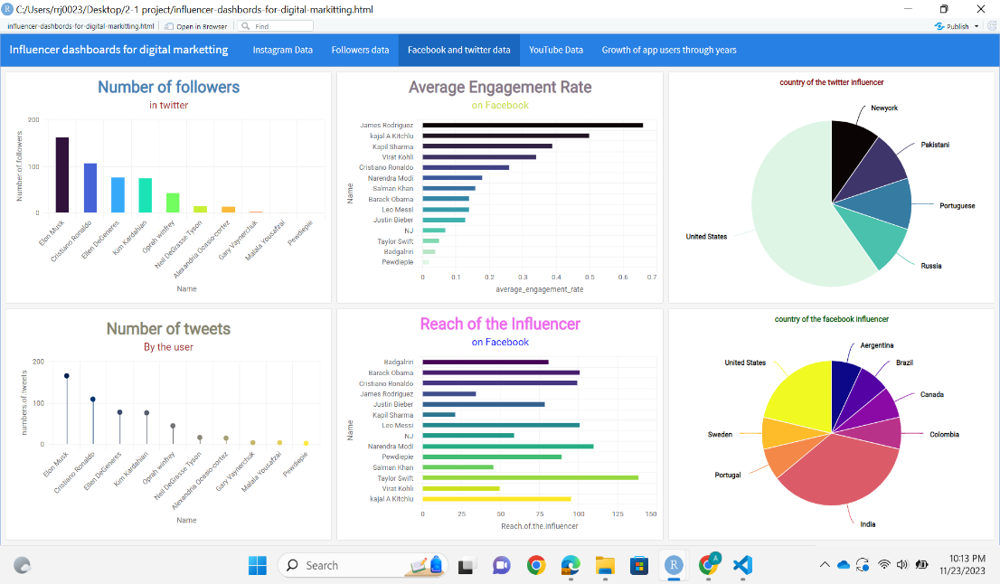 C:/Users/rrj0023/Desktop/2-1 project/influencer-dashbords-for-digital-markitting.html
influencer-dashbords-for-digital-markitting.html Open in Browser Find Publish
Influencer dashboards for digital marketting Instagram Data Followers data Facebook and twitter data YouTube Data Growth of app users through years
Number of followers
in twitter
Number.of.followers
200
100
0
Elon Musk
Cristiano Ronaldo
Ellen DeGeneres
Kim Kardahian
Oprah winfrey
Neil DeGrasse Tyson
Alexandria Ocasio-cortez
Gary Vaynerchuk
Malala Yousafzai
Pewdiepie
Name
Average Engagement Rate
on Facebook
Name
James Rodriguez
kajal A Kitchlu
Kapil Sharma
Virat Kohli
Cristiano Ronaldo
Narendra Modi
Salman Khan
Barack Obama
Leo Messi
Justin Bieber
NJ
Taylor Swift
Badgalriri
Pewdiepie
0 0.1 0.2 0.3 0.4 0.5 0.6 0.7
average_engagement_rate
country of the twitter influencer
Newyork
Pakistani
Portuguese
United States
Russia
Number of tweets
By the user
numbers.of.tweets
200
100
0
Elon Musk
Cristiano Ronaldo
Ellen DeGeneres
Kim Kardahian
Oprah winfrey
Neil DeGrasse Tyson
Alexandria Ocasio-cortez
Gary Vaynerchuk
Malala Yousafzai
Pewdiepie
Name
Reach of the Influencer
on Facebook
Name
Badgalriri
Barack Obama
Cristiano Ronaldo
James Rodriguez
Justin Bieber
Kapil Sharma
Leo Messi
NJ
Narendra Modi
Pewdiepie
Salman Khan
Taylor Swift
Virat Kohli
kajal A Kitchlu
0 25 50 75 100 125 150
Reach.of.the.Influencer
country of the facebook influencer
Aergentina
United States
Brazil
Canada
Sweden
Colombia
Portugal
India
Search
10:13 PM
11/23/2023